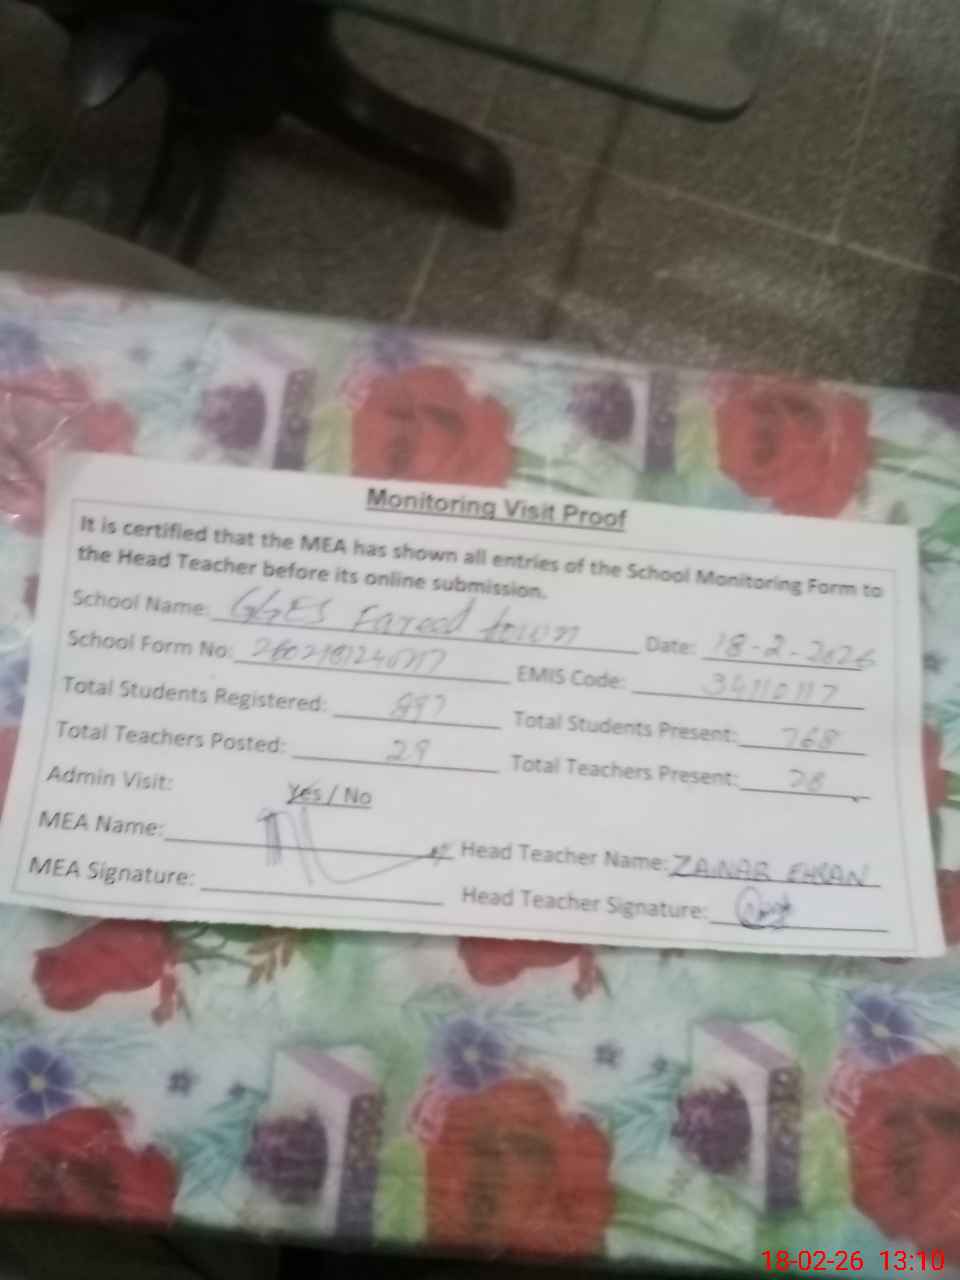 Monitoring Visit Proof
It is certified that the MEA has shown all entries of the School Monitoring Form to
the Head Teacher before its online submission.
School Name: GGES Fareed town Date: 18-2-2026
School Form No: EMIS Code:
Total Students Registered: 897 Total Students Present: 768
Total Teachers Posted: 29 Total Teachers Present: 28
Admin Visit: Yes / No
MEA Name: Head Teacher Name: ZAINAB EHSAN
MEA Signature: Head Teacher Signature:
18-02-26 13:10